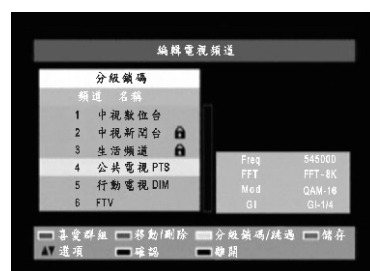 編輯電視頻道
分級鎖碼
頻道 名稱
1 中視數位台
2 中視新聞台
3 生活頻道
4 公共電視 PTS
5 行動電視 DIM
6 FTV
Freq 545000
FFT FFT-8K
Mod QAM-16
GI GI-1/4
喜愛群組 移動/刪除 分級鎖碼/跳過 儲存
▲▼ 選項 確認 離開